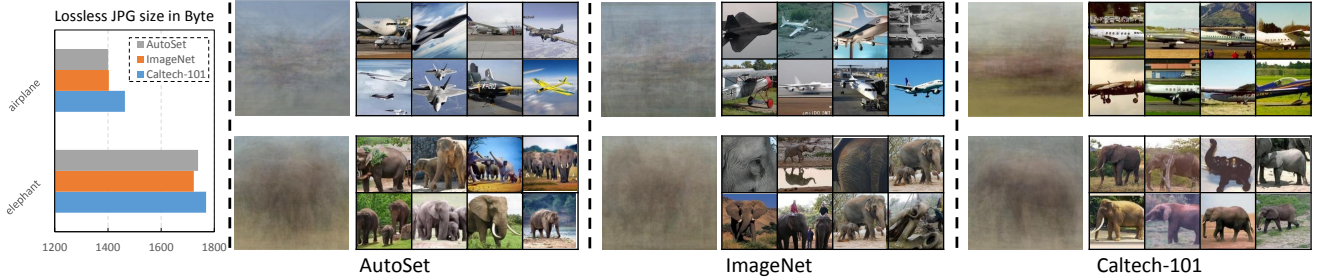 Lossless JPG size in Byte
AutoSet
ImageNet
Caltech-101
airplane
elephant
1200 1400 1600 1800
AutoSet
ImageNet
Caltech-101